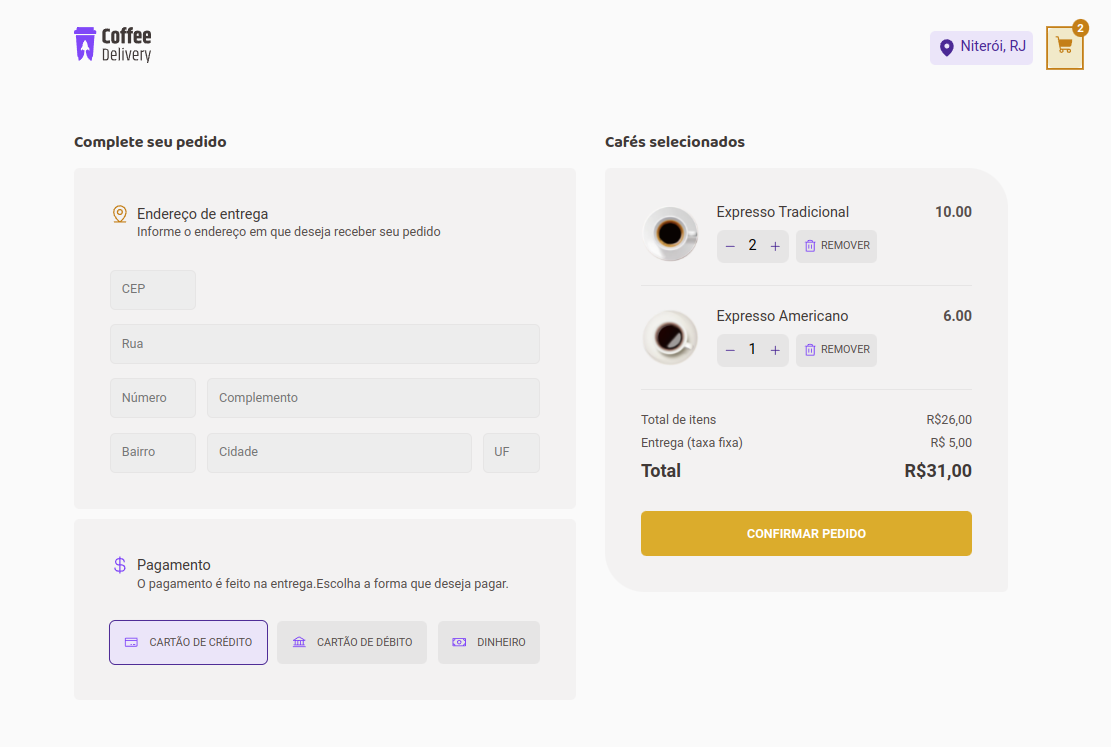 Coffee
Delivery
Niterói, RJ
2
Complete seu pedido
Endereço de entrega
Informe o endereço em que deseja receber seu pedido
CEP
Rua
Número
Complemento
Bairro
Cidade
UF
Pagamento
O pagamento é feito na entrega.Escolha a forma que deseja pagar.
CARTÃO DE CRÉDITO
CARTÃO DE DÉBITO
DINHEIRO
Cafés selecionados
Expresso Tradicional
10.00
− 2 +
REMOVER
Expresso Americano
6.00
− 1 +
REMOVER
Total de itens
R$26,00
Entrega (taxa fixa)
R$ 5,00
Total
R$31,00
CONFIRMAR PEDIDO